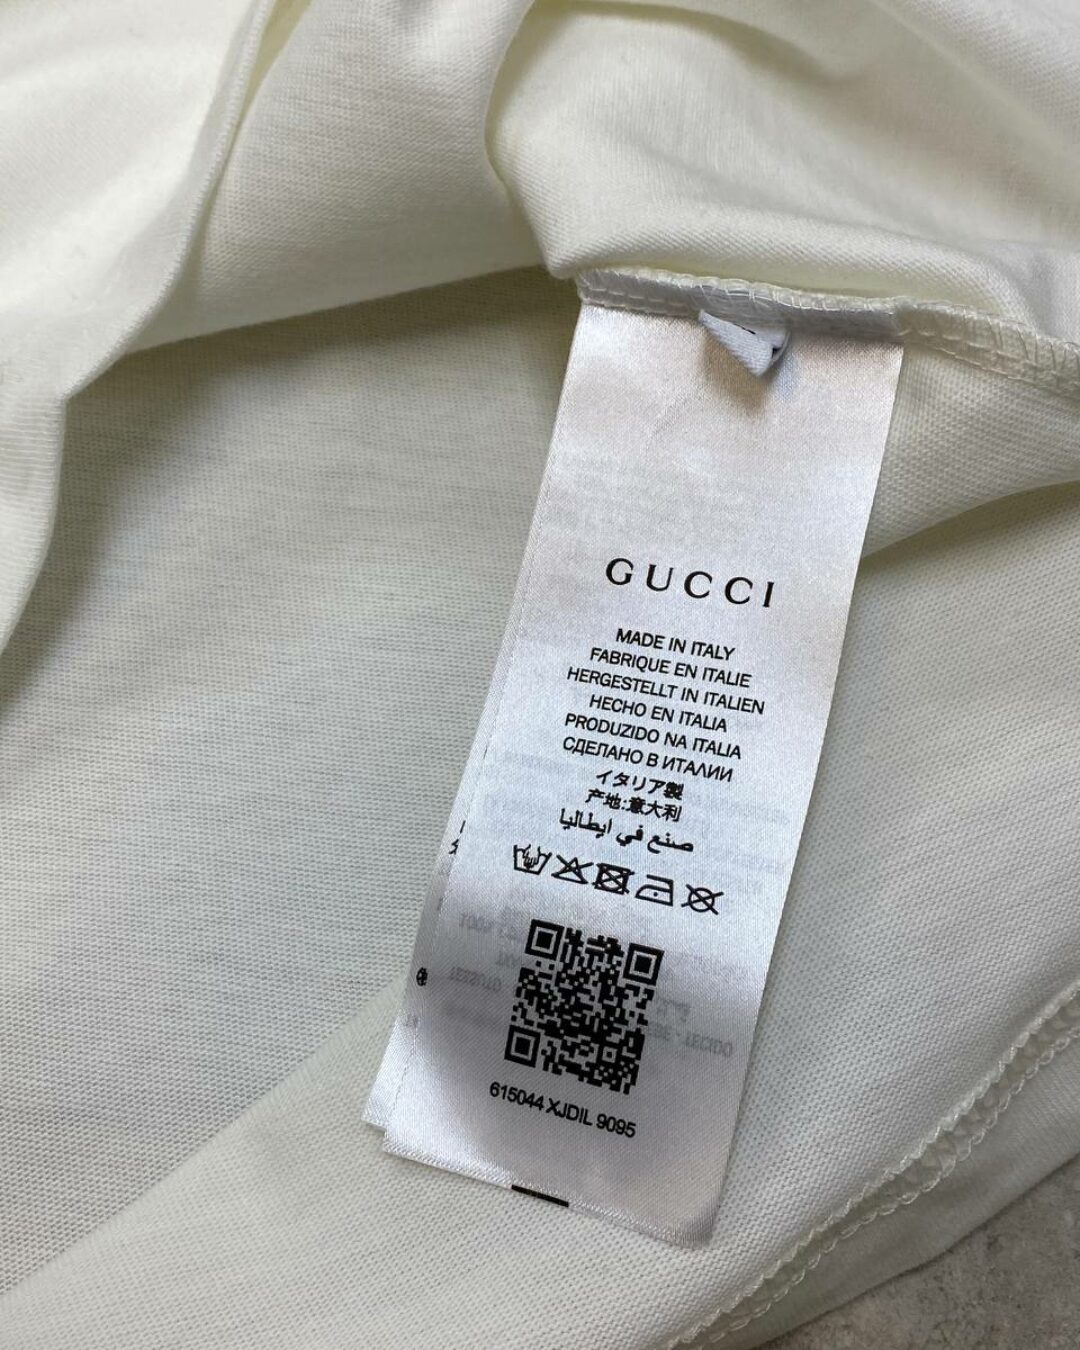 GUCCI
MADE IN ITALY
FABRIQUE EN ITALIE
HERGESTELLT IN ITALIEN
HECHO EN ITALIA
PRODUZIDO NA ITALIA
СДЕЛАНО В ИТАЛИИ
イタリア製
产地:意大利
صنع في ايطاليا
615044 XJDIL 9095